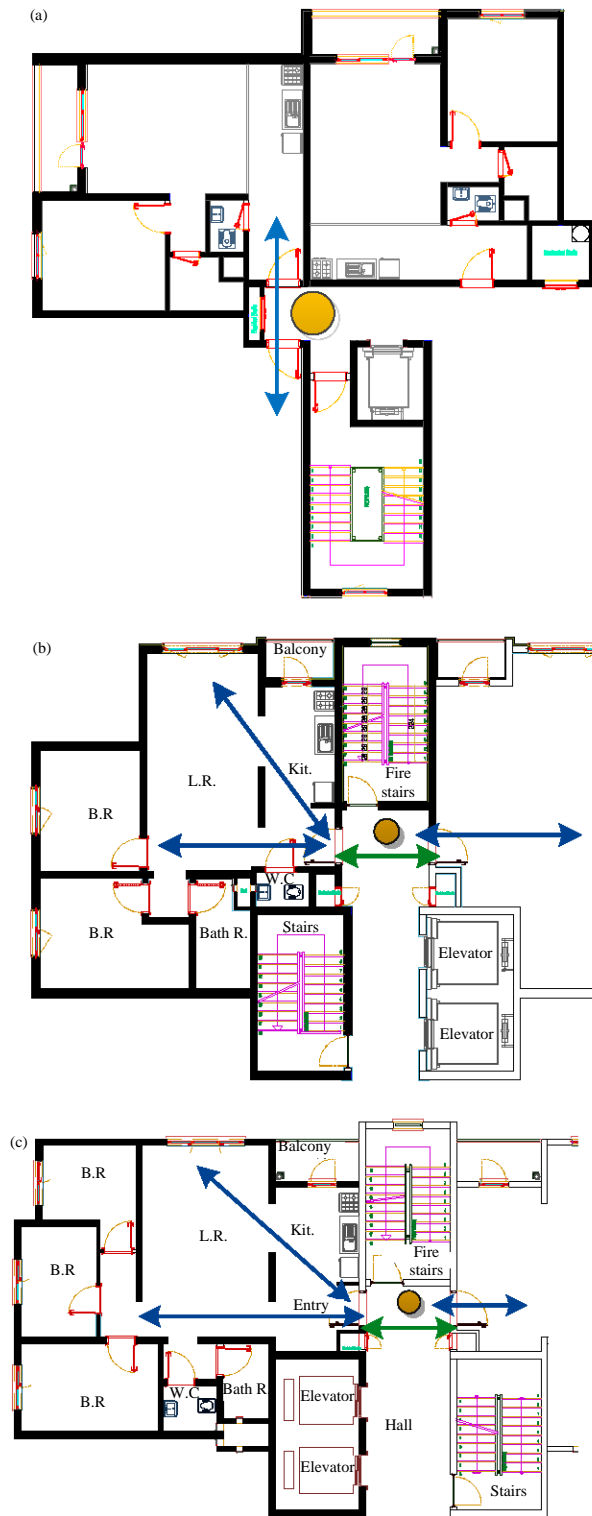 (a)
(b)
Balcony
Kit.
L.R.
Fire
stairs
B.R
W.C
B.R
Bath R.
Stairs
Elevator
Elevator
(c)
Balcony
B.R
L.R.
Kit.
Fire
stairs
B.R
Entry
B.R
W.C
Bath R.
Elevator
Hall
Elevator
Stairs